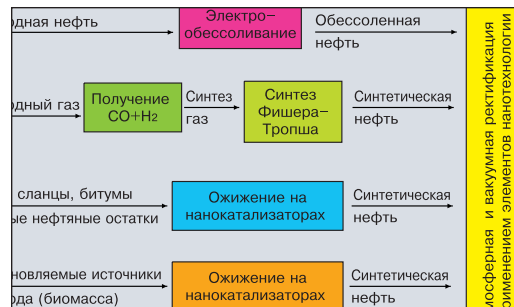 одная нефть
Электро-
обессоливание
Обессоленная
нефть
одный газ
Получение
CO+H2
Синтез
газ
Синтез
Фишера–
Тропша
Синтетическая
нефть
сланцы, битумы
ые нефтяные остатки
Ожижение на
нанокатализаторах
Синтетическая
нефть
новляемые источники
ода (биомасса)
Ожижение на
нанокатализаторах
Синтетическая
нефть
мосферная и вакуумная ректификация
рименением элементов нанотехнологии